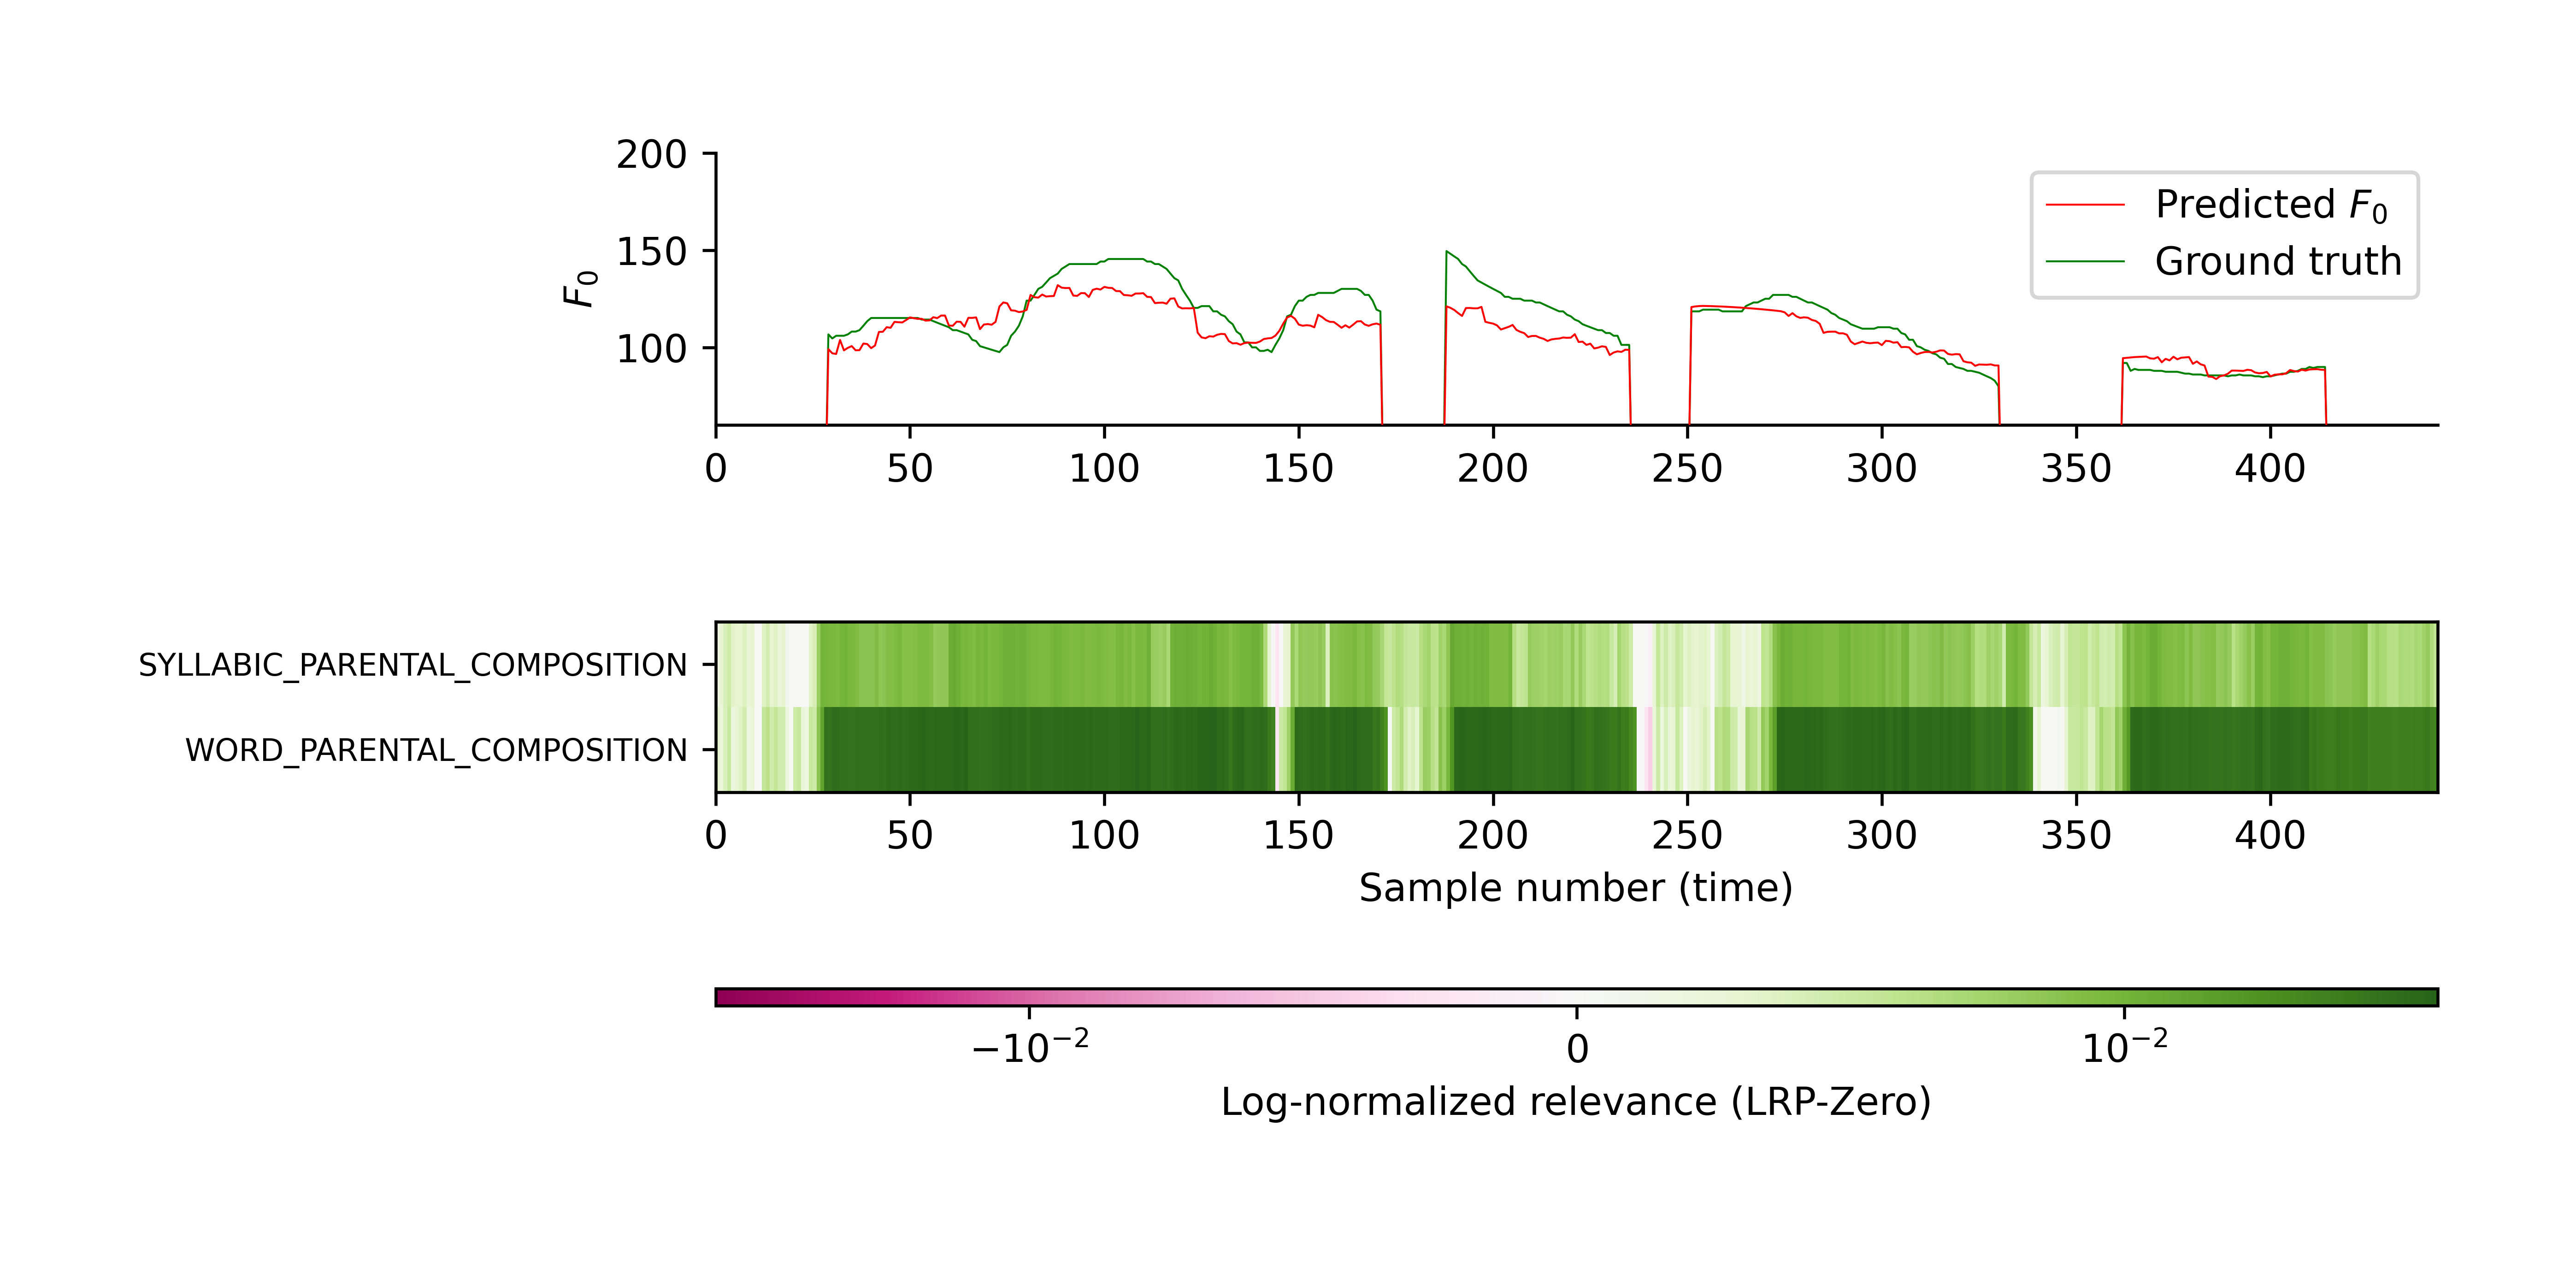 200
150
100
F₀
Predicted F₀
Ground truth
0 50 100 150 200 250 300 350 400
SYLLABIC_PARENTAL_COMPOSITION
WORD_PARENTAL_COMPOSITION
0 50 100 150 200 250 300 350 400
Sample number (time)
−10⁻² 0 10⁻²
Log-normalized relevance (LRP-Zero)